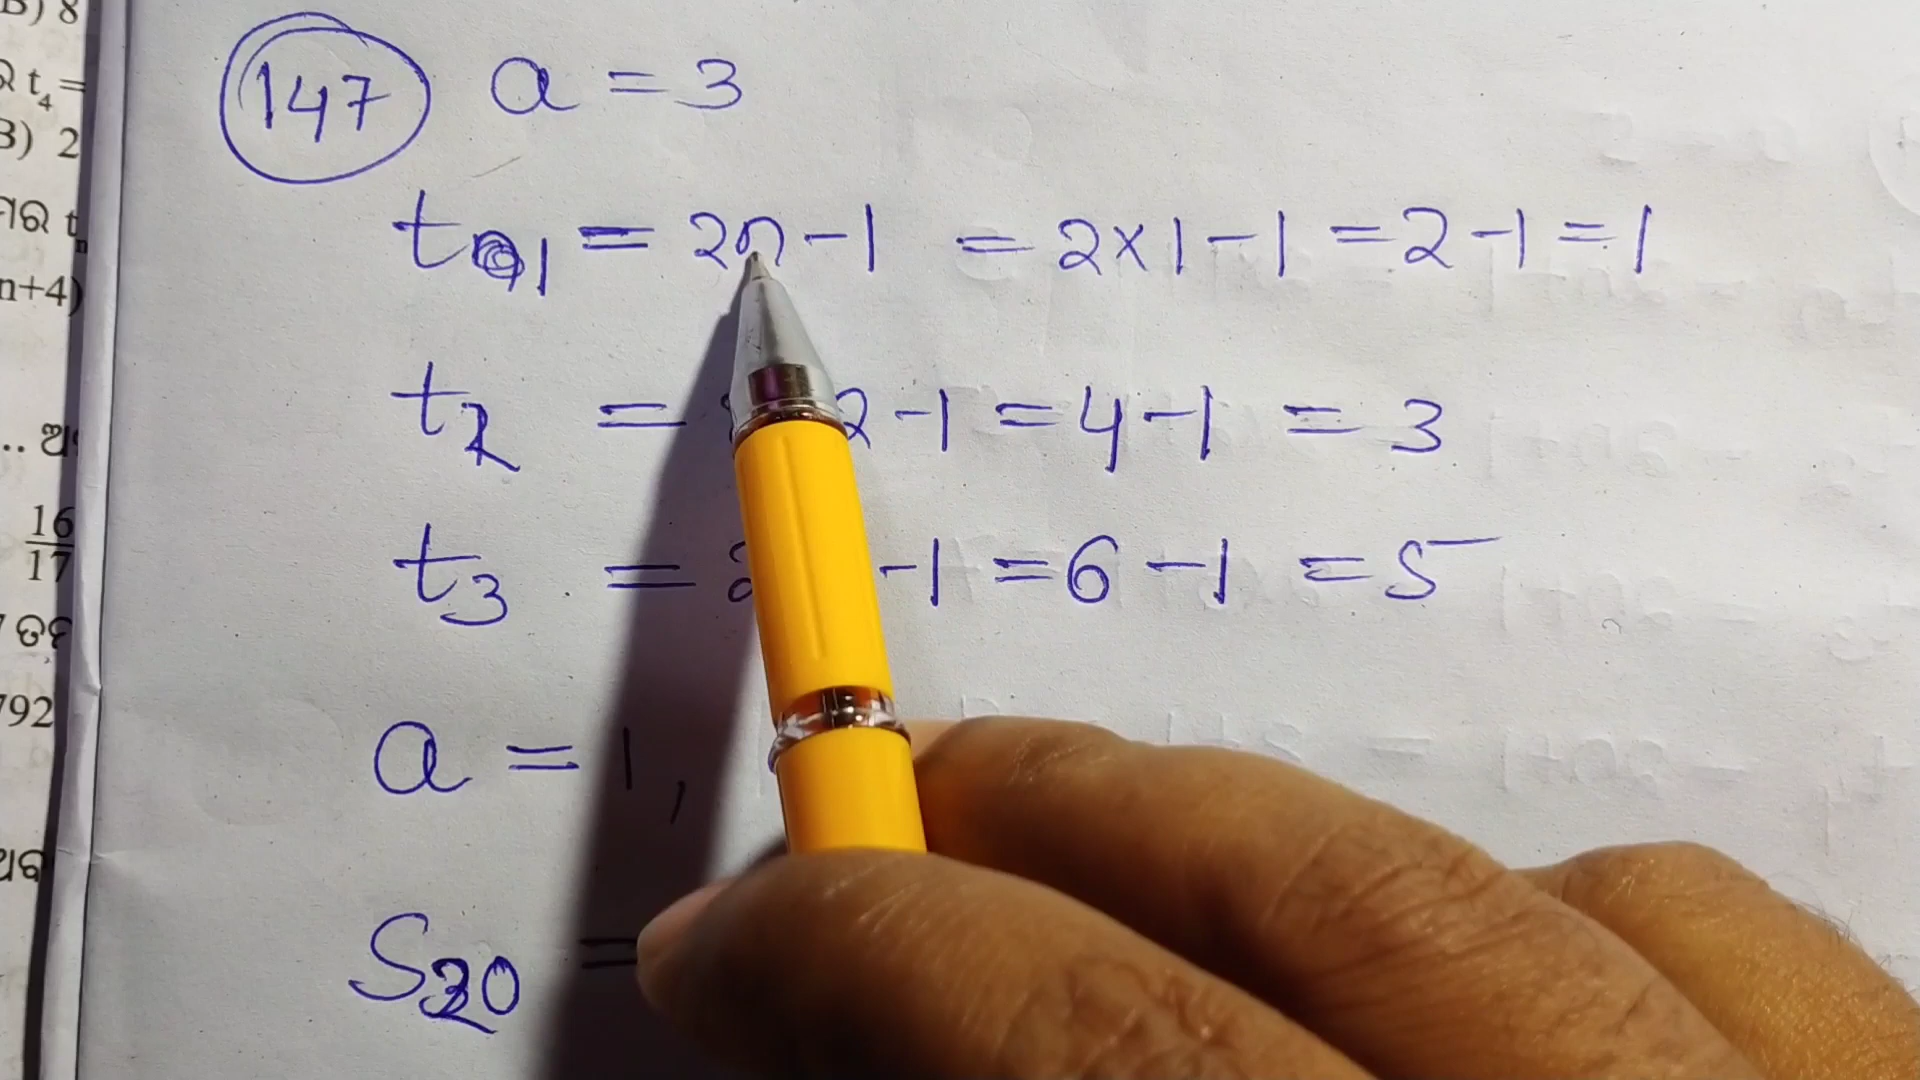 B) 8
t₄ =
B) 2
ର t
n+4)
16
17
792
147 a = 3
t₁ = 2n-1 = 2×1-1 = 2-1 = 1
t₂ = 2-1 = 4-1 = 3
t₃ = 2 -1 = 6-1 = 5
a = 1,
S₂₀ =